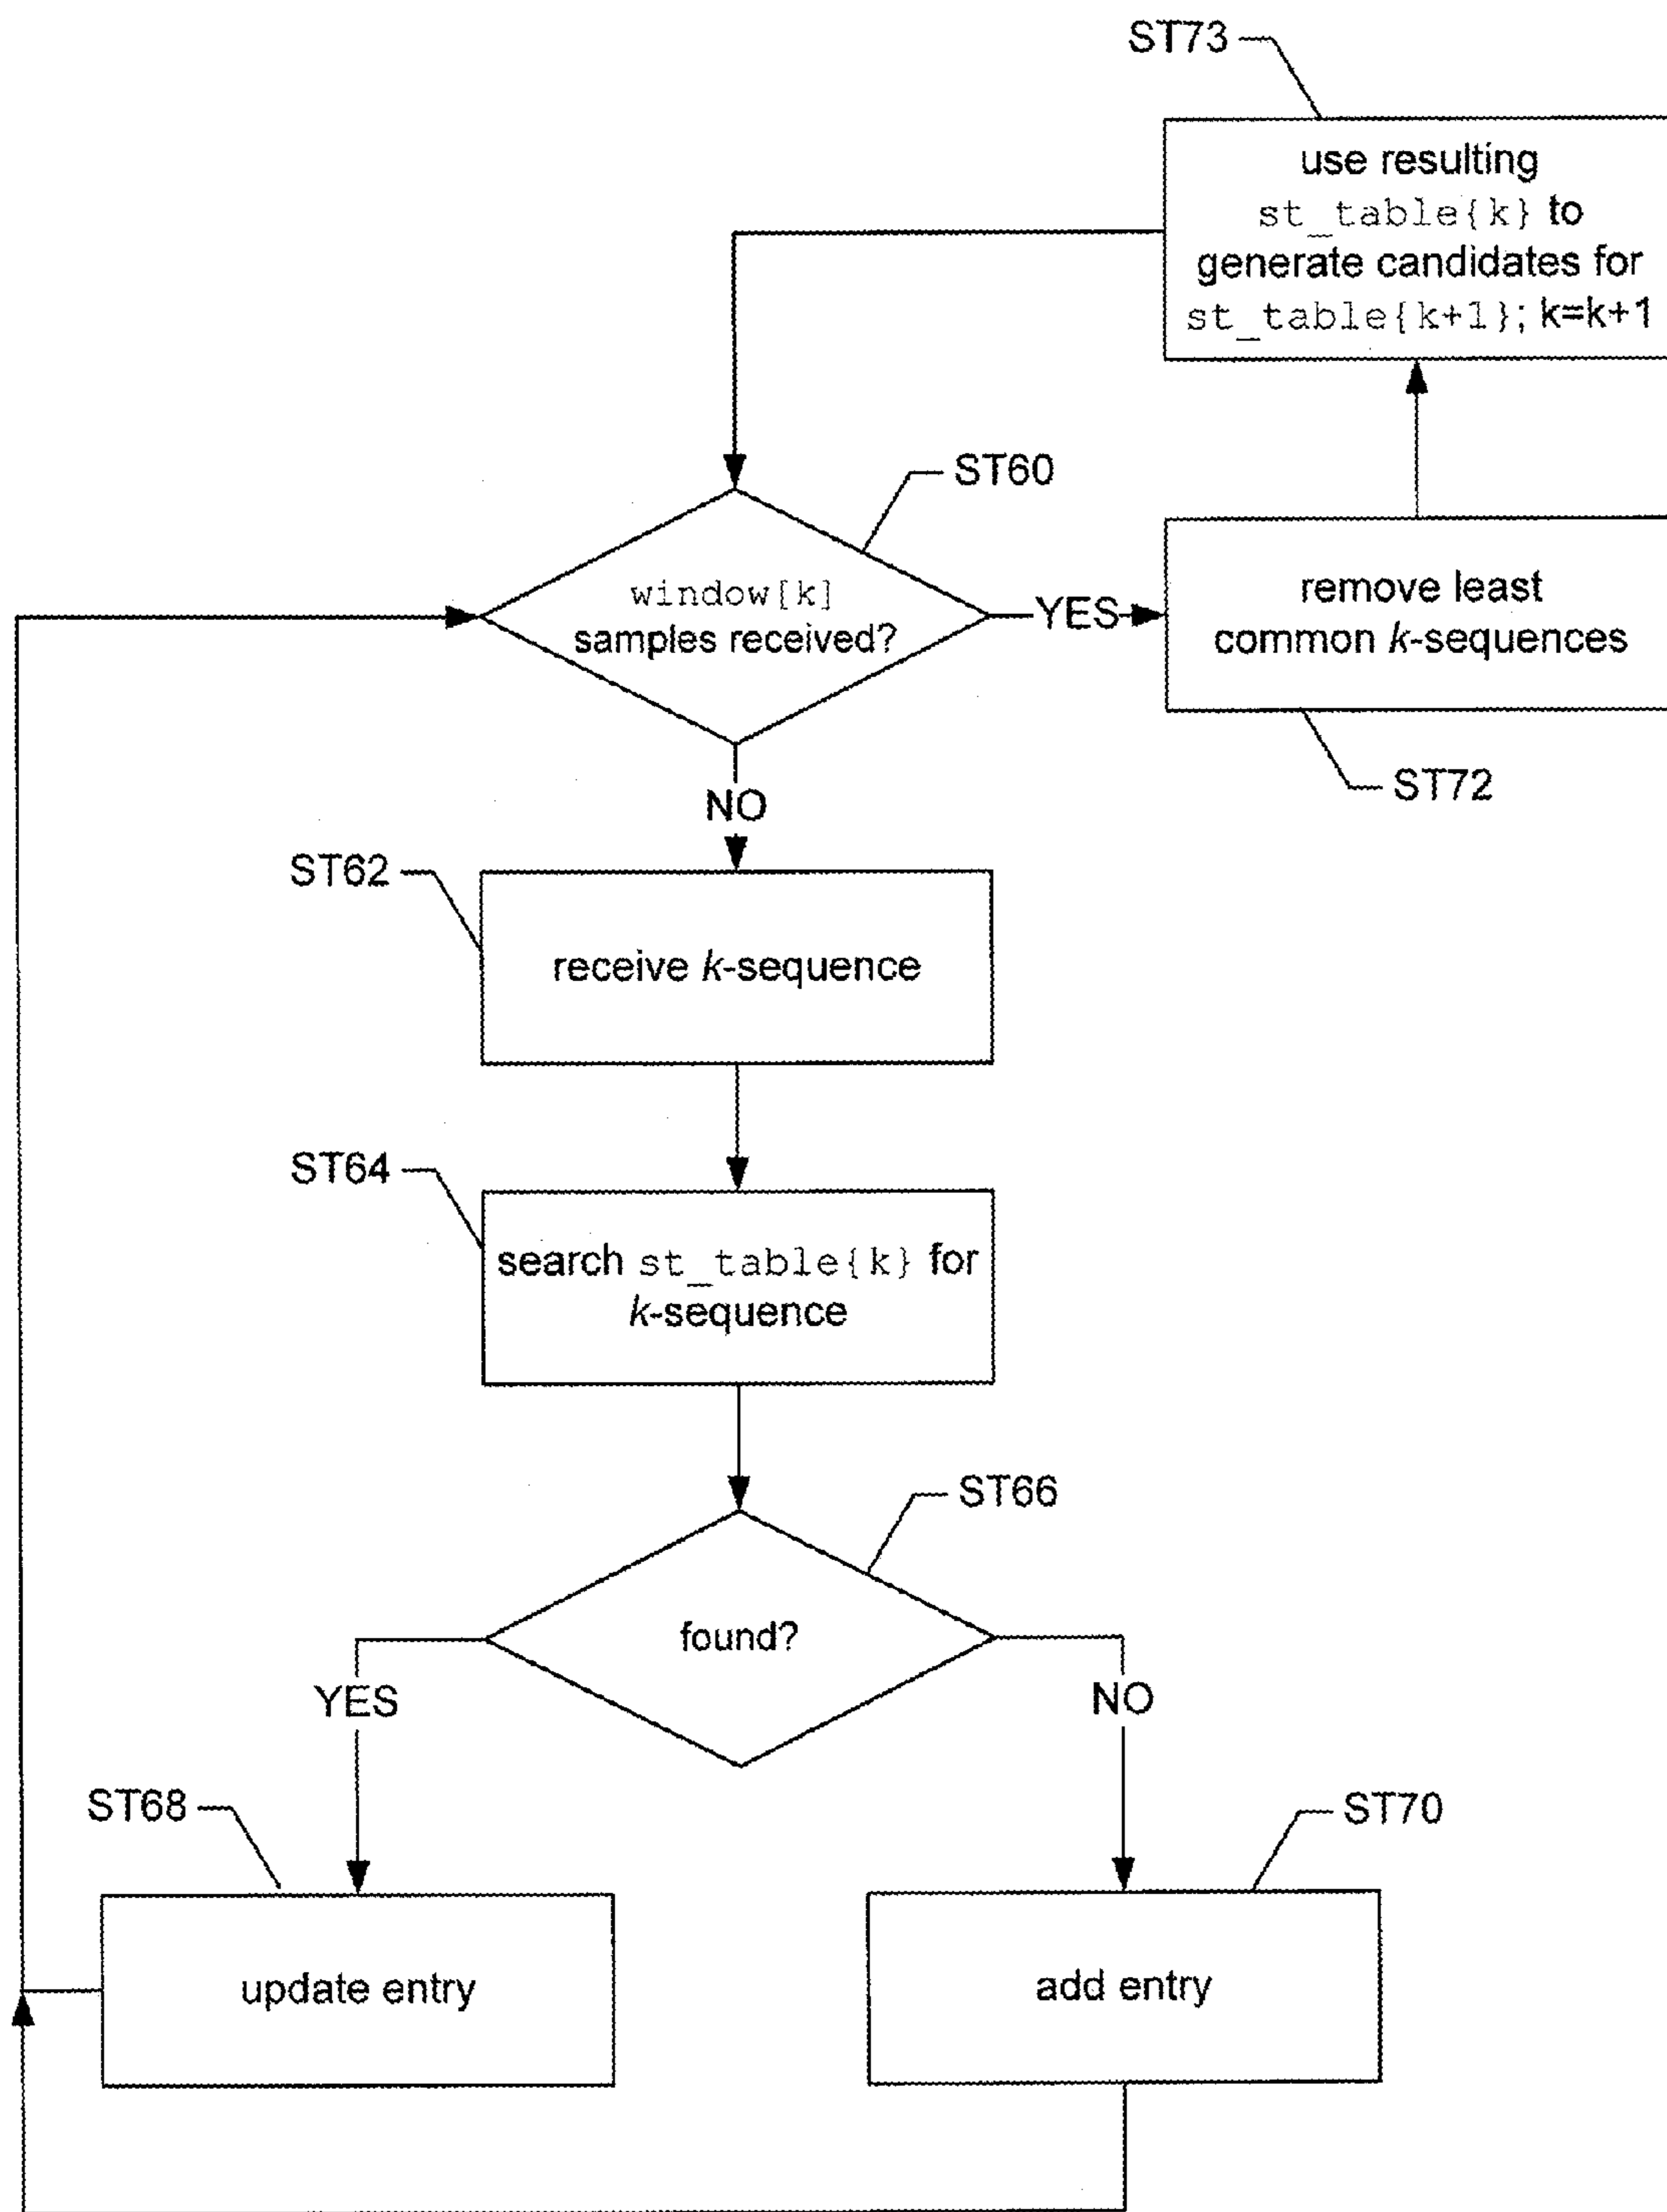 ST73
use resulting
st_table{k} to
generate candidates for
st_table{k+1}; k=k+1
ST60
window[k]
samples received?
YES
remove least
common k-sequences
ST72
NO
ST62
receive k-sequence
ST64
search st_table{k} for
k-sequence
ST66
found?
YES
NO
ST68
ST70
update entry
add entry